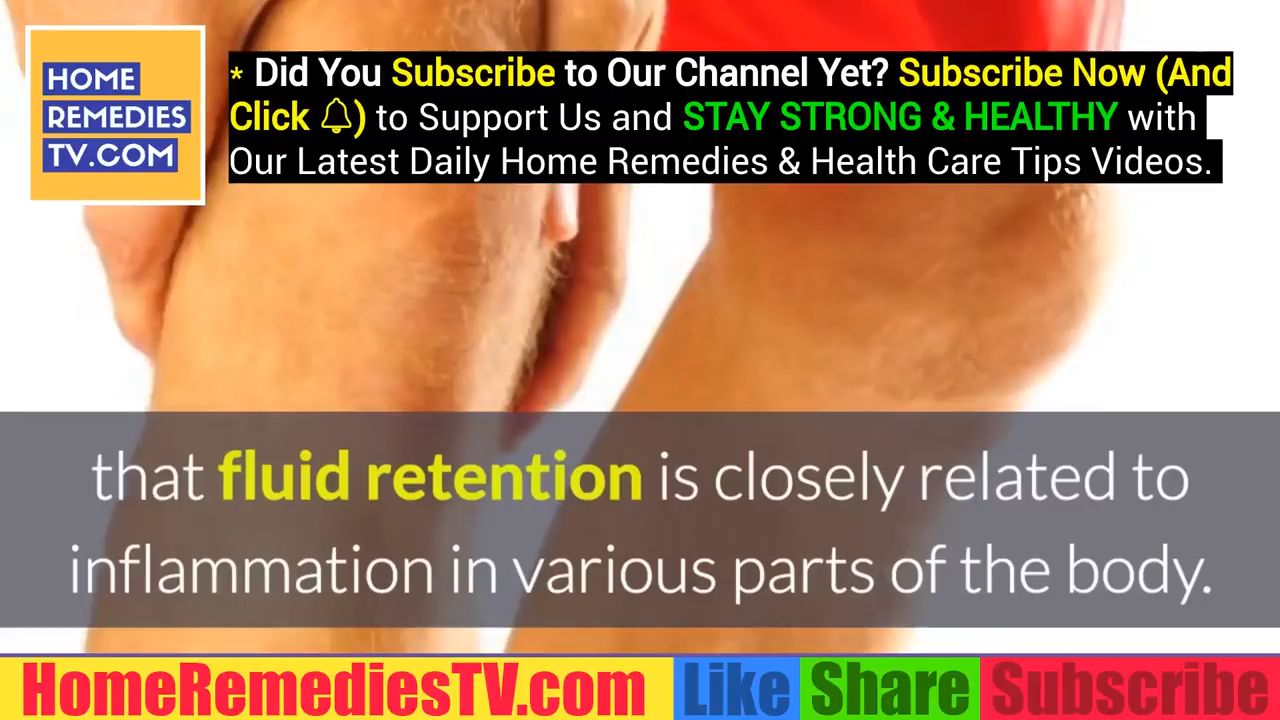 HOME
REMEDIES
TV.COM
* Did You Subscribe to Our Channel Yet? Subscribe Now (And
Click 🔔) to Support Us and STAY STRONG & HEALTHY with
Our Latest Daily Home Remedies & Health Care Tips Videos.
that fluid retention is closely related to
inflammation in various parts of the body.
HomeRemediesTV.com Like Share Subscribe